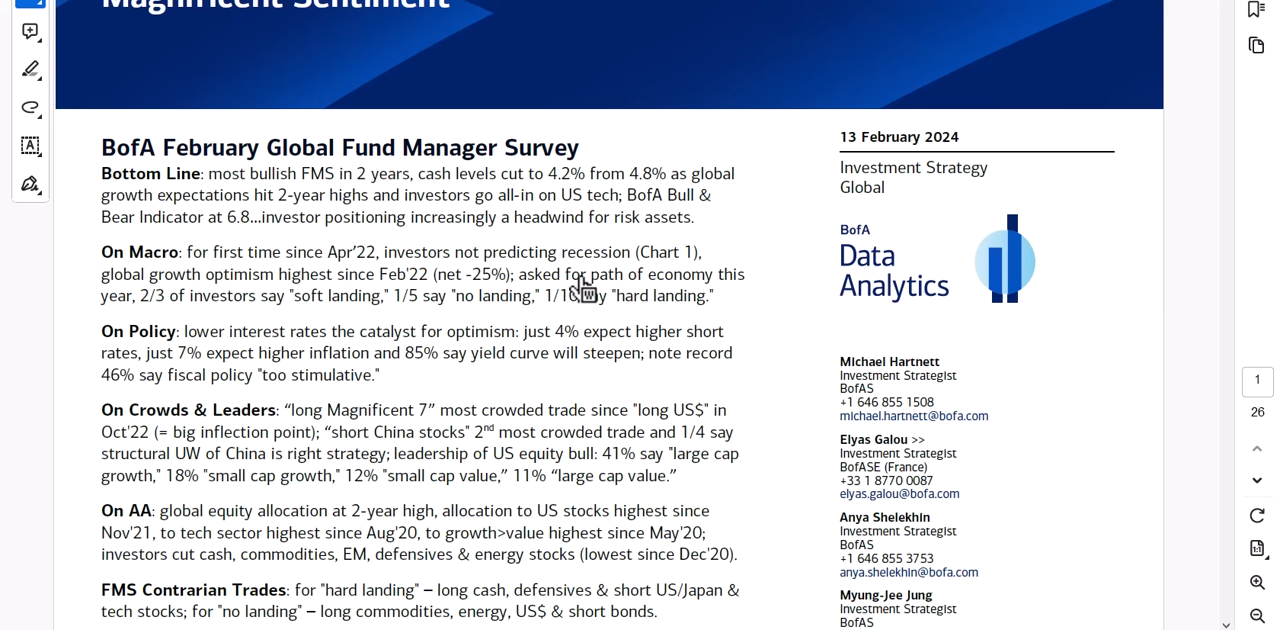 Magnificent Sentiment
BofA February Global Fund Manager Survey
Bottom Line: most bullish FMS in 2 years, cash levels cut to 4.2% from 4.8% as global
growth expectations hit 2-year highs and investors go all-in on US tech; BofA Bull &
Bear Indicator at 6.8...investor positioning increasingly a headwind for risk assets.
On Macro: for first time since Apr'22, investors not predicting recession (Chart 1),
global growth optimism highest since Feb'22 (net -25%); asked for path of economy this
year, 2/3 of investors say "soft landing," 1/5 say "no landing," "hard landing."
On Policy: lower interest rates the catalyst for optimism: just 4% expect higher short
rates, just 7% expect higher inflation and 85% say yield curve will steepen; note record
46% say fiscal policy "too stimulative."
On Crowds & Leaders: “long Magnificent 7” most crowded trade since "long US$" in
Oct'22 (= big inflection point); “short China stocks" 2nd most crowded trade and 1/4 say
structural UW of China is right strategy; leadership of US equity bull: 41% say "large cap
growth," 18% "small cap growth," 12% "small cap value,” 11% “large cap value.”
On AA: global equity allocation at 2-year high, allocation to US stocks highest since
Nov'21, to tech sector highest since Aug'20, to growth>value highest since May'20;
investors cut cash, commodities, EM, defensives & energy stocks (lowest since Dec'20).
FMS Contrarian Trades: for "hard landing" – long cash, defensives & short US/Japan &
tech stocks; for "no landing" – long commodities, energy, US$ & short bonds.
13 February 2024
Investment Strategy
Global
BofA
Data
Analytics
Michael Hartnett
Investment Strategist
BofAS
+1 646 855 1508
michael.hartnett@bofa.com
Elyas Galou >>
Investment Strategist
BofASE (France)
+33 1 8770 0087
elyas.galou@bofa.com
Anya Shelekhin
Investment Strategist
BofAS
+1 646 855 3753
anya.shelekhin@bofa.com
Myung-Jee Jung
Investment Strategist
BofAS
1
26